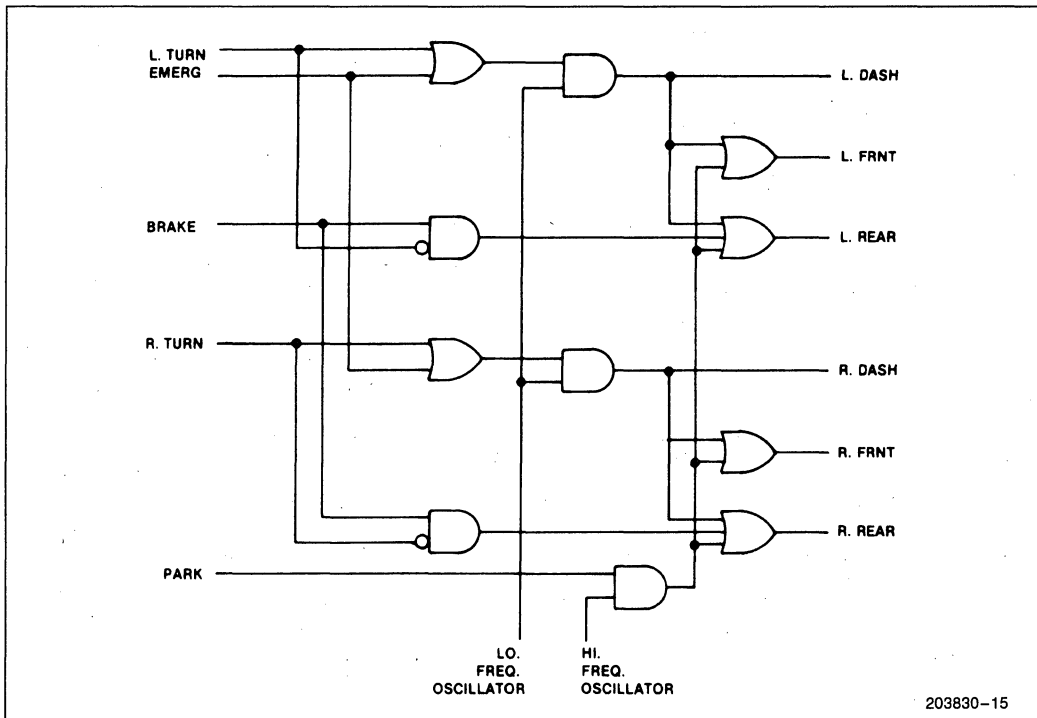 L. TURN
EMERG
L. DASH
L. FRNT
BRAKE
L. REAR
R. TURN
R. DASH
R. FRNT
R. REAR
PARK
LO.
FREQ.
OSCILLATOR
HI.
FREQ.
OSCILLATOR
203830-15